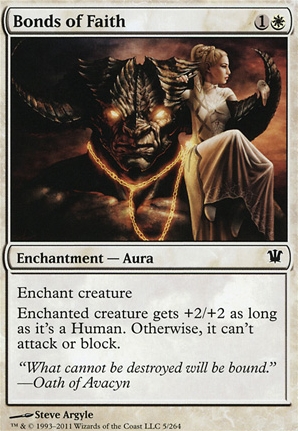 Bonds of Faith 1
Enchantment — Aura
Enchant creature
Enchanted creature gets +2/+2 as long
as it's a Human. Otherwise, it can't
attack or block.
"What cannot be destroyed will be bound."
—Oath of Avacyn
Steve Argyle
™ & © 1993–2011 Wizards of the Coast LLC 5/264